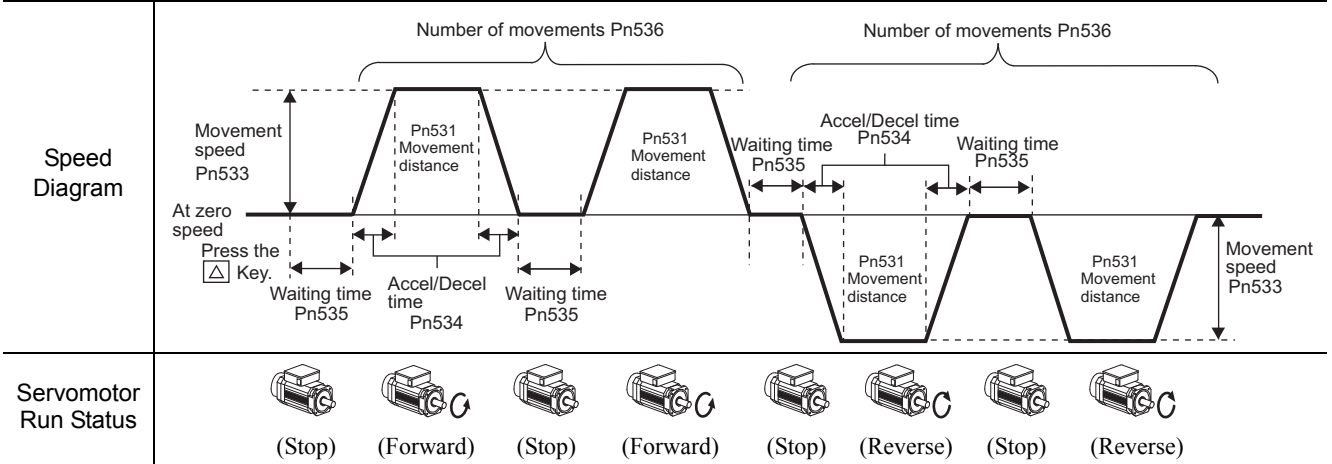 Speed
Diagram
Number of movements Pn536
Number of movements Pn536
Movement
speed
Pn533
Pn531
Movement
distance
Pn531
Movement
distance
Waiting time
Pn535
Accel/Decel time
Pn534
Waiting time
Pn535
At zero
speed
Press the
△ Key.
Waiting time
Pn535
Accel/Decel
time
Pn534
Waiting time
Pn535
Pn531
Movement
distance
Pn531
Movement
distance
Movement
speed
Pn533
Servomotor
Run Status
(Stop) (Forward) (Stop) (Forward) (Stop) (Reverse) (Stop) (Reverse)